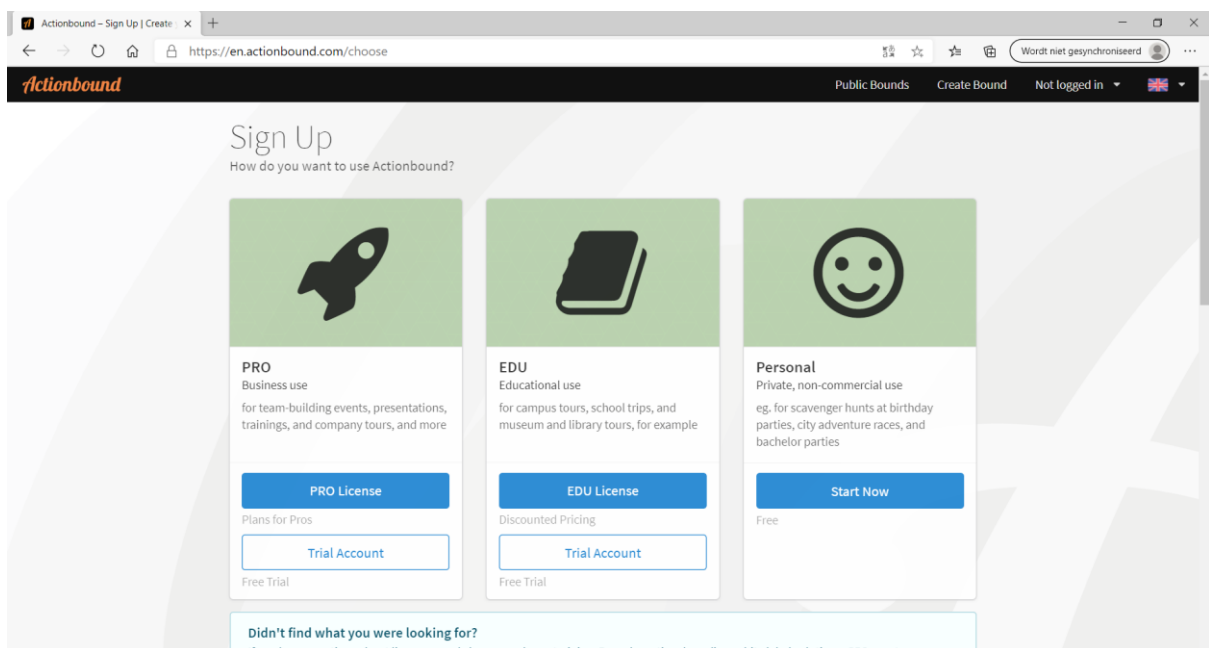 Actionbound – Sign Up | Create
https://en.actionbound.com/choose
Wordt niet gesynchroniseerd
Actionbound
Public Bounds
Create Bound
Not logged in
Sign Up
How do you want to use Actionbound?
PRO
Business use
for team-building events, presentations,
trainings, and company tours, and more
PRO License
Plans for Pros
Trial Account
Free Trial
EDU
Educational use
for campus tours, school trips, and
museum and library tours, for example
EDU License
Discounted Pricing
Trial Account
Free Trial
Personal
Private, non-commercial use
eg. for scavenger hunts at birthday
parties, city adventure races, and
bachelor parties
Start Now
Free
Didn't find what you were looking for?